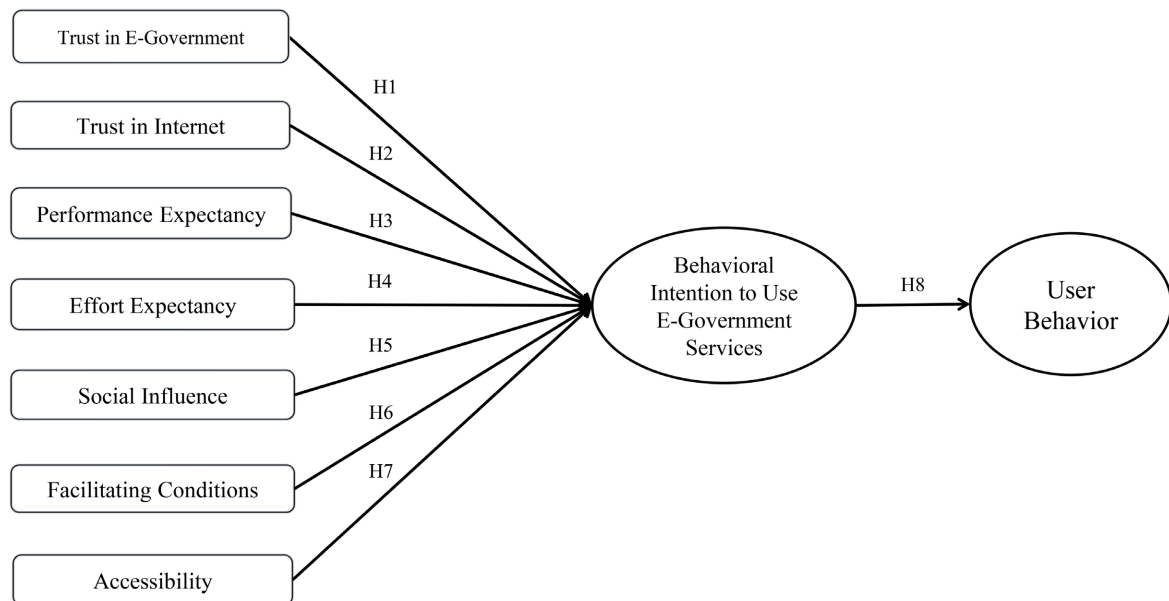 Trust in E-Government
H1
Trust in Internet
H2
Performance Expectancy
H3
Effort Expectancy
H4
Social Influence
H5
Facilitating Conditions
H6
Accessibility
H7
Behavioral
Intention to Use
E-Government
Services
H8
User
Behavior